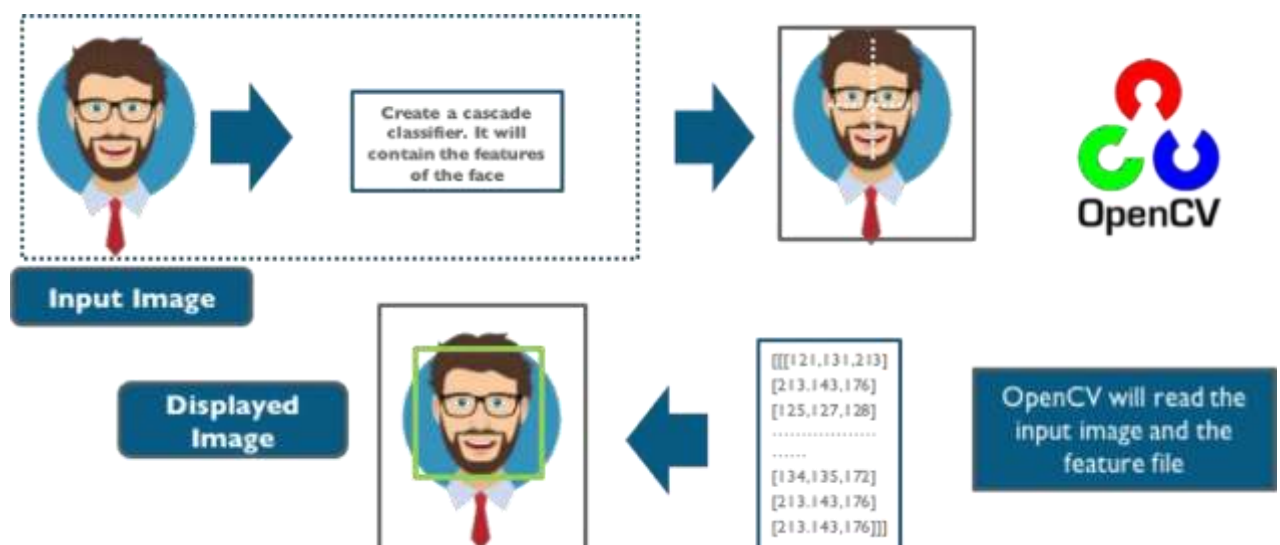 Create a cascade
classifier. It will
contain the features
of the face
OpenCV
Input Image
Displayed
Image
[[[121,131,213]
[213.143,176]
[125,127,128]
...................
......
[134,135,172]
[213.143,176]
[213.143,176]]]
OpenCV will read the
input image and the
feature file